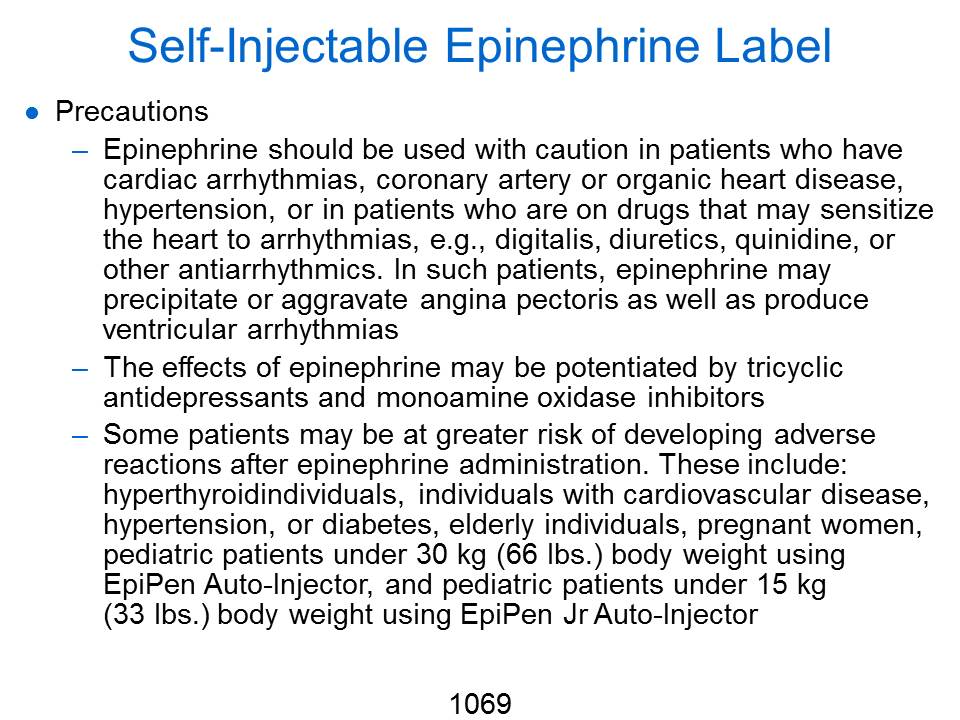 Self-Injectable Epinephrine Label
● Precautions
– Epinephrine should be used with caution in patients who have
cardiac arrhythmias, coronary artery or organic heart disease,
hypertension, or in patients who are on drugs that may sensitize
the heart to arrhythmias, e.g., digitalis, diuretics, quinidine, or
other antiarrhythmics. In such patients, epinephrine may
precipitate or aggravate angina pectoris as well as produce
ventricular arrhythmias
– The effects of epinephrine may be potentiated by tricyclic
antidepressants and monoamine oxidase inhibitors
– Some patients may be at greater risk of developing adverse
reactions after epinephrine administration. These include:
hyperthyroidindividuals, individuals with cardiovascular disease,
hypertension, or diabetes, elderly individuals, pregnant women,
pediatric patients under 30 kg (66 lbs.) body weight using
EpiPen Auto-Injector, and pediatric patients under 15 kg
(33 lbs.) body weight using EpiPen Jr Auto-Injector
1069